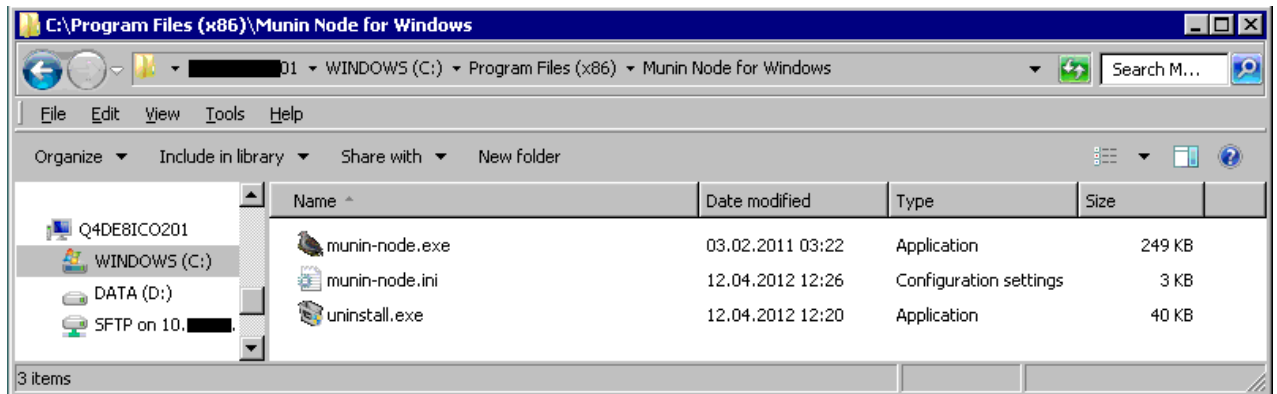 C:\Program Files (x86)\Munin Node for Windows
01 WINDOWS (C:) Program Files (x86) Munin Node for Windows Search M...
File Edit View Tools Help
Organize Include in library Share with New folder
Name Date modified Type Size
Q4DE8ICO201
WINDOWS (C:)
DATA (D:)
SFTP on 10. .
munin-node.exe 03.02.2011 03:22 Application 249 KB
munin-node.ini 12.04.2012 12:26 Configuration settings 3 KB
uninstall.exe 12.04.2012 12:20 Application 40 KB
3 items